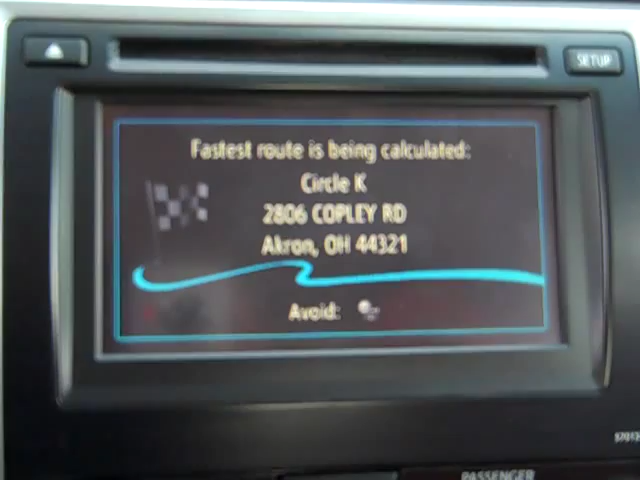 SETUP
Fastest route is being calculated:
Circle K
2806 COPLEY RD
Akron, OH 44321
Avoid:
PASSENGER